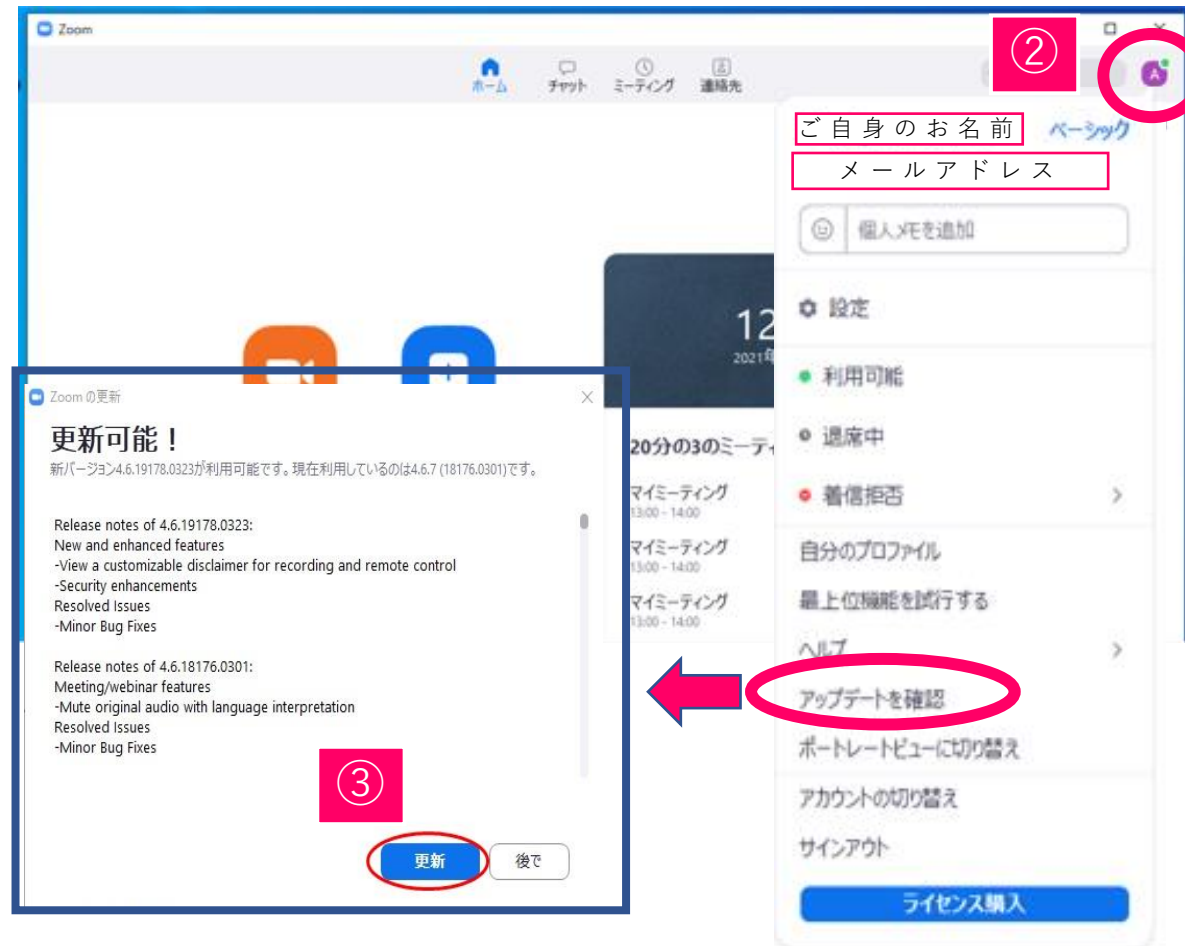 Zoom
②
ホーム
チャット
ミーティング
連絡先
A
ご自身のお名前
ベーシック
メールアドレス
個人メモを追加
設定
利用可能
退席中
着信拒否
自分のプロファイル
最上位機能を試行する
ヘルプ
アップデートを確認
ポートレートビューに切り替え
アカウントの切り替え
サインアウト
ライセンス購入
12
2021年
20分の3のミーティ
マイミーティング
13:00 - 14:00
マイミーティング
13:00 - 14:00
マイミーティング
13:00 - 14:00
Zoom の更新
更新可能！
新バージョン4.6.19178.0323が利用可能です。現在利用しているのは4.6.7 (18176.0301)です。
Release notes of 4.6.19178.0323:
New and enhanced features
-View a customizable disclaimer for recording and remote control
-Security enhancements
Resolved Issues
-Minor Bug Fixes
Release notes of 4.6.18176.0301:
Meeting/webinar features
-Mute original audio with language interpretation
Resolved Issues
-Minor Bug Fixes
③
更新
後で